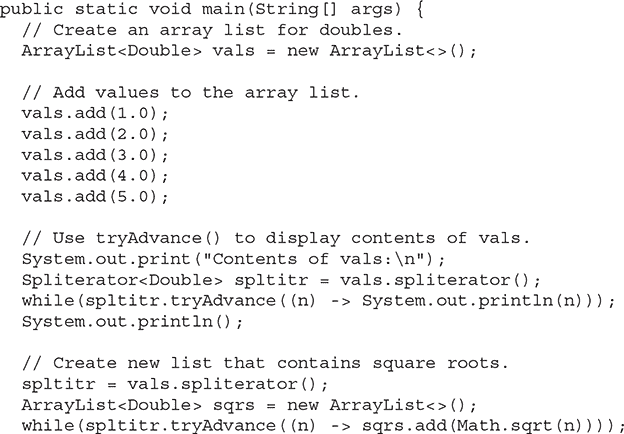 public static void main(String[] args) {
  // Create an array list for doubles.
  ArrayList<Double> vals = new ArrayList<>();

  // Add values to the array list.
  vals.add(1.0);
  vals.add(2.0);
  vals.add(3.0);
  vals.add(4.0);
  vals.add(5.0);

  // Use tryAdvance() to display contents of vals.
  System.out.print("Contents of vals:\n");
  Spliterator<Double> spltitr = vals.spliterator();
  while(spltitr.tryAdvance((n) -> System.out.println(n)));
  System.out.println();

  // Create new list that contains square roots.
  spltitr = vals.spliterator();
  ArrayList<Double> sqrs = new ArrayList<>();
  while(spltitr.tryAdvance((n) -> sqrs.add(Math.sqrt(n))));